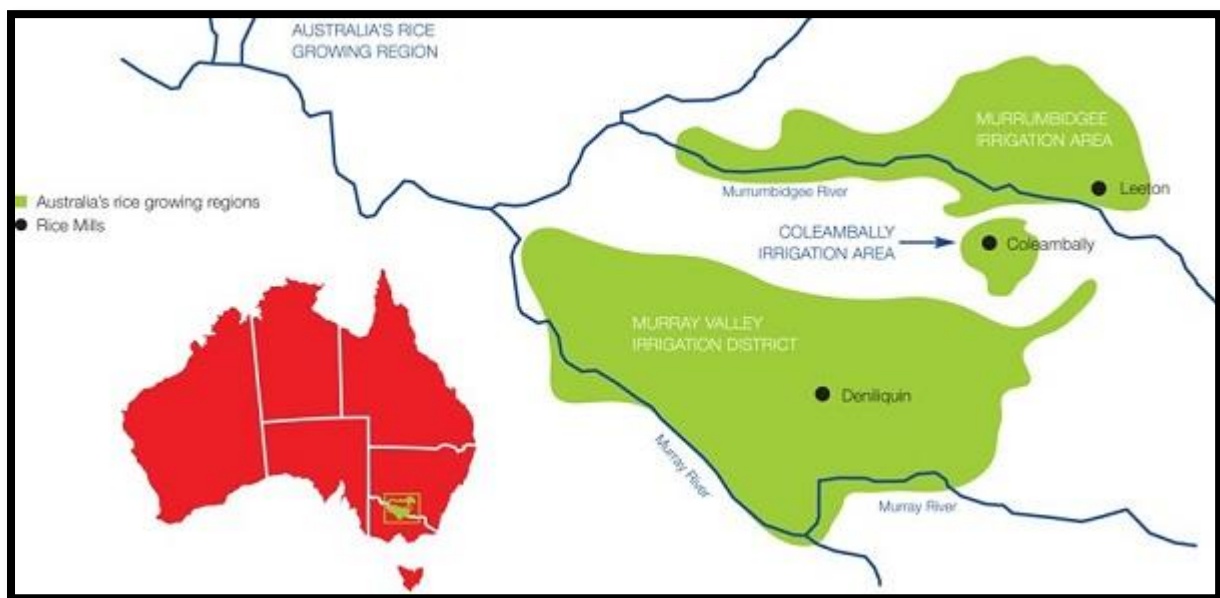 AUSTRALIA'S RICE
GROWING REGION
MURRUMBIDGEE
IRRIGATION AREA
Murrumbidgee River
Leeton
Australia's rice growing regions
Rice Mills
COLEAMBALLY
IRRIGATION AREA
Coleambally
MURRAY VALLEY
IRRIGATION DISTRICT
Deniliquin
Murray River
Murray River